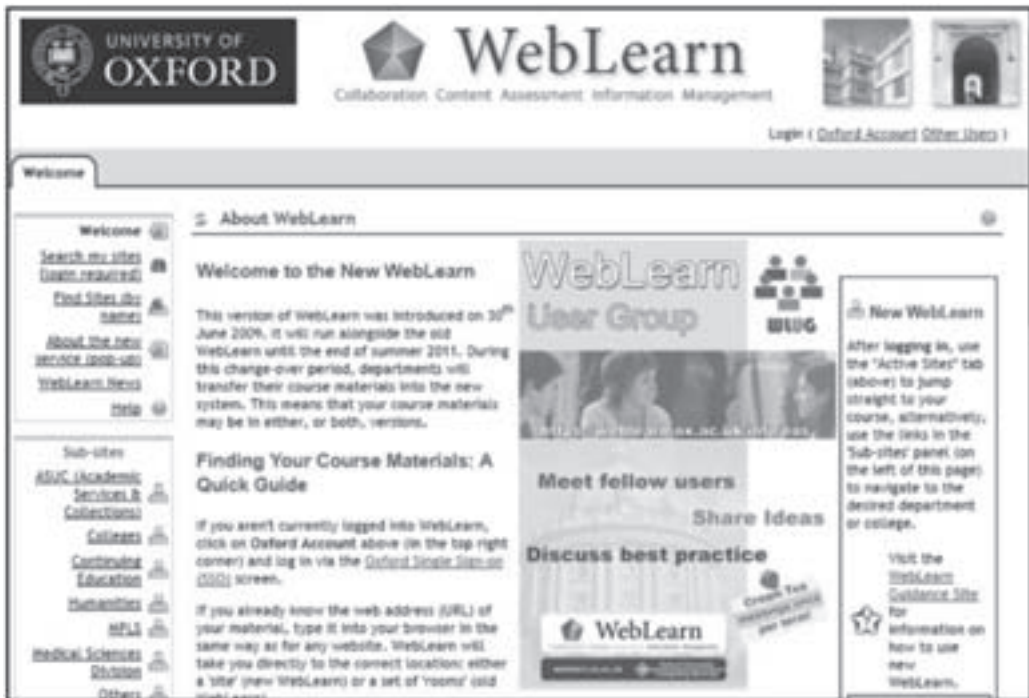 UNIVERSITY OF
OXFORD
WebLearn
Collaboration Content Assessment Information Management
Login ( Oxford Account Other Users )
Welcome
Welcome
Search my sites
(login required)
Find Sites (by
name)
About the new
service (pop-up)
WebLearn News
Help
Sub-sites
ASUC (Academic
Services &
Collections)
Colleges
Continuing
Education
Humanities
MPLS
Medical Sciences
Division
Others
About WebLearn
Welcome to the New WebLearn
This version of WebLearn was introduced on 30th
June 2009. It will run alongside the old
WebLearn until the end of summer 2011. During
this change-over period, departments will
transfer their course materials into the new
system. This means that your course materials
may be in either, or both, versions.
Finding Your Course Materials: A
Quick Guide
If you aren't currently logged into WebLearn,
click on Oxford Account above (in the top right
corner) and log in via the Oxford Single Sign-on
(SSO) screen.
If you already know the web address (URL) of
your material, type it into your browser in the
same way as for any website. WebLearn will
take you directly to the correct location: either
a 'site' (new WebLearn) or a set of 'rooms' (old
WebLearn)
WebLearn
User Group
WLUG
Meet fellow users
Share Ideas
Discuss best practice
WebLearn
New WebLearn
After logging in, use
the "Active Sites" tab
(above) to jump
straight to your
course, alternatively,
use the links in the
'Sub-sites' panel (on
the left of this page)
to navigate to the
desired department
or college.
Visit the
WebLearn
Guidance Site
for
information on
how to use
new
WebLearn.